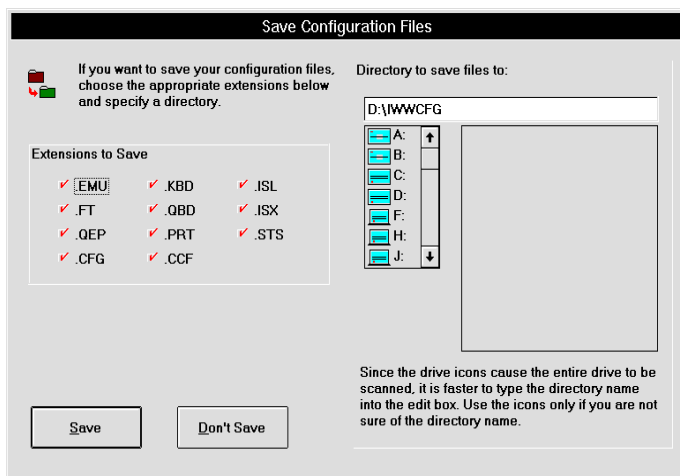 Save Configuration Files
If you want to save your configuration files,
choose the appropriate extensions below
and specify a directory.
Extensions to Save
.EMU .KBD .ISL
.FT .QBD .ISX
.QEP .PRT .STS
.CFG .CCF
Save Don't Save
Directory to save files to:
D:\IWWCFG
A:
B:
C:
D:
F:
H:
J:
Since the drive icons cause the entire drive to be
scanned, it is faster to type the directory name
into the edit box. Use the icons only if you are not
sure of the directory name.